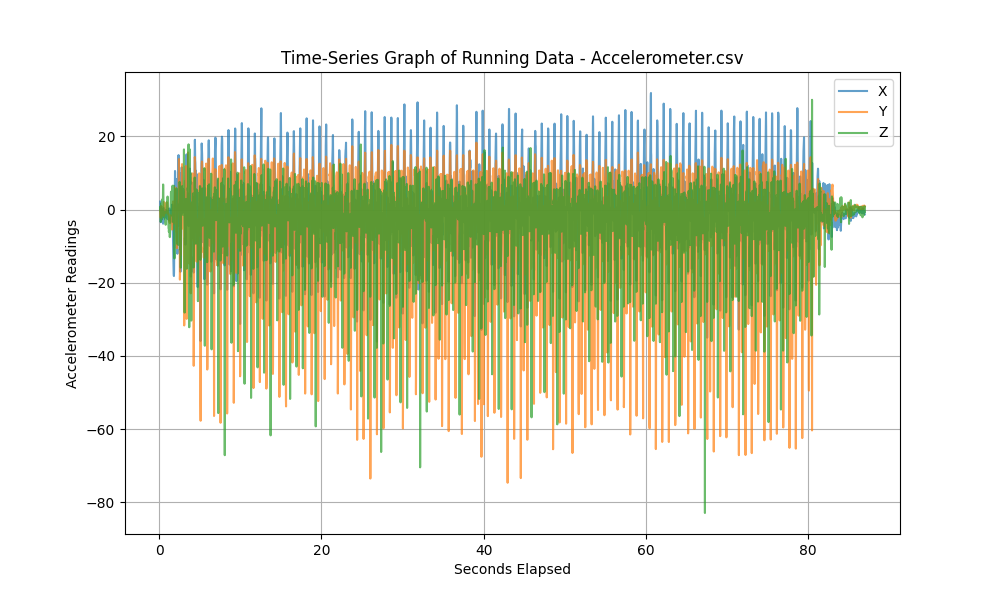 Time-Series Graph of Running Data - Accelerometer.csv
X
Y
Z
Accelerometer Readings
20
0
−20
−40
−60
−80
0 20 40 60 80
Seconds Elapsed